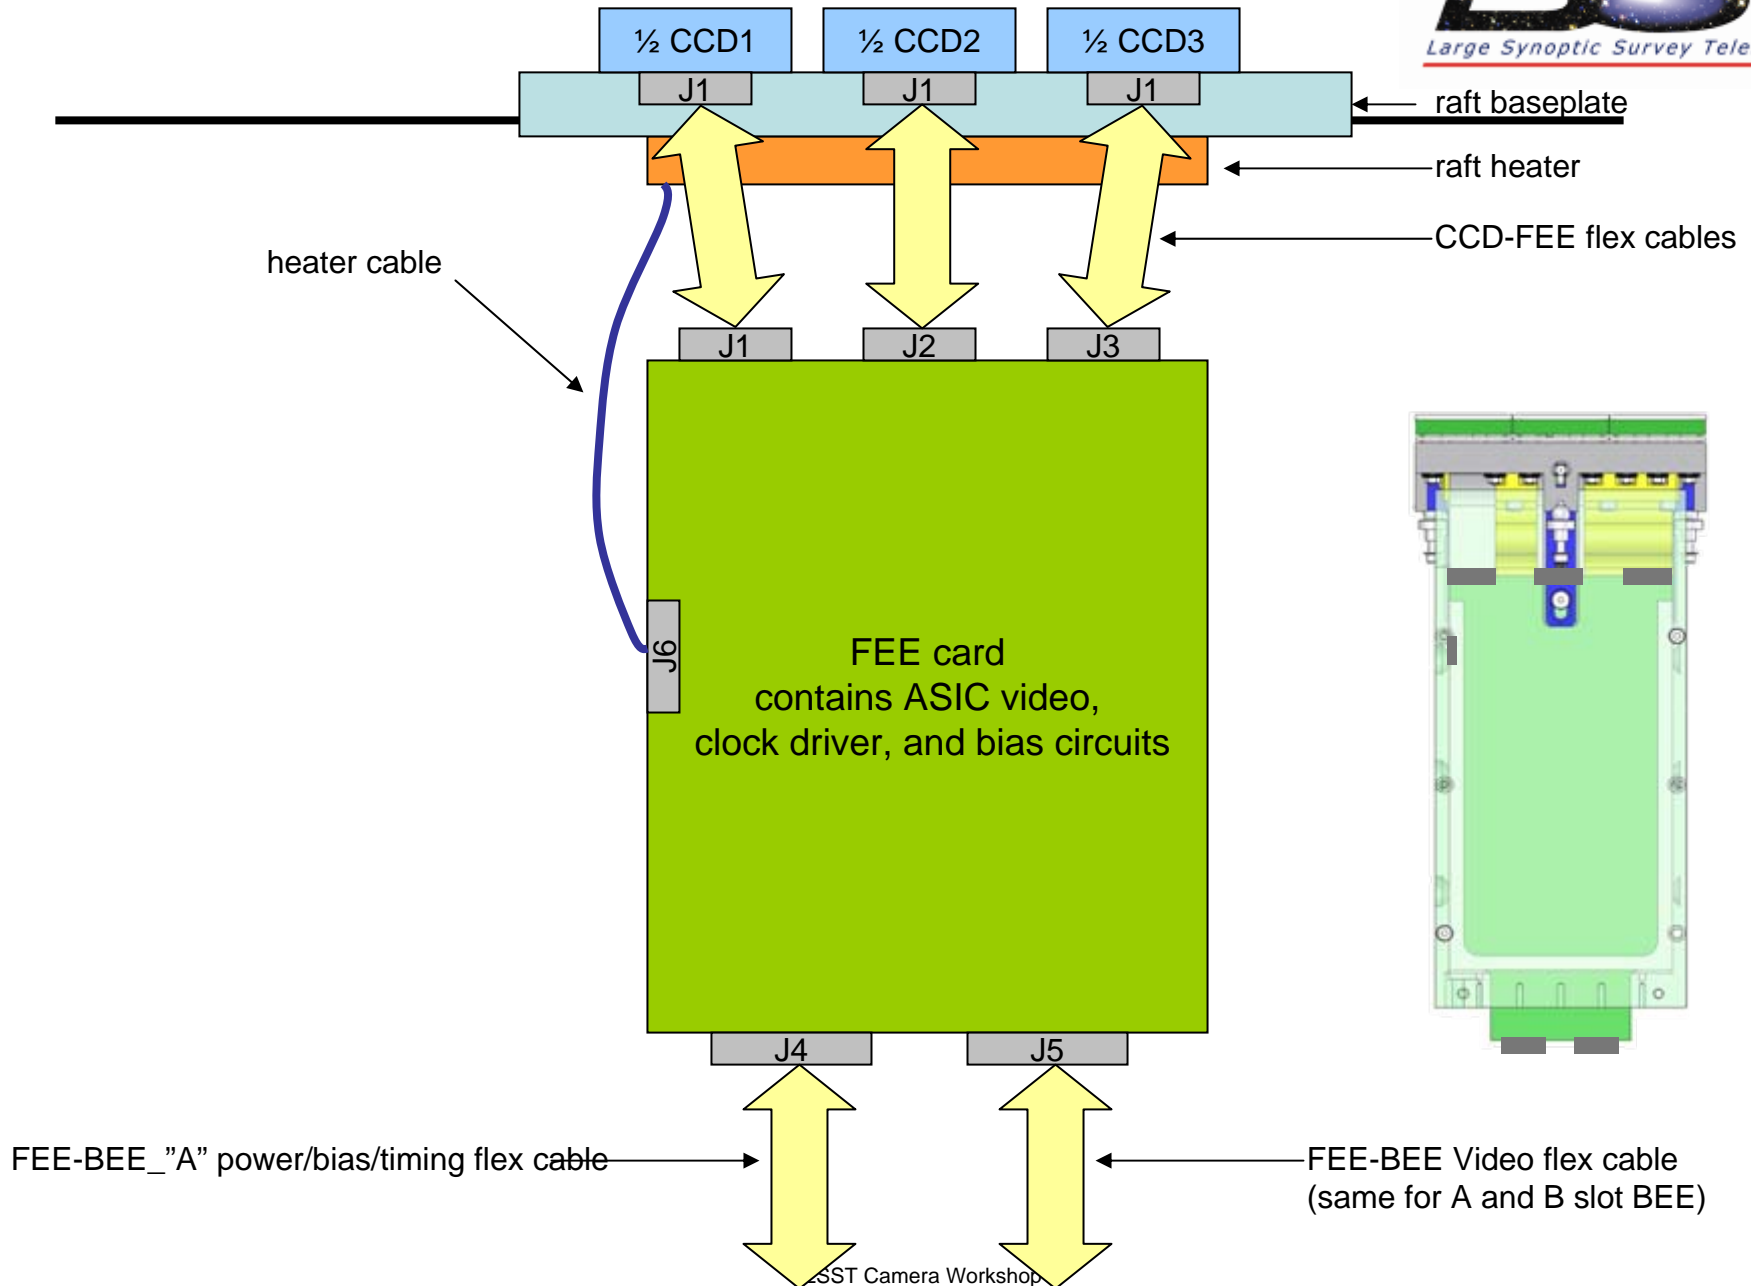 ½ CCD1
½ CCD2
½ CCD3
Large Synoptic Survey Tele
J1
J1
J1
raft baseplate
raft heater
CCD-FEE flex cables
heater cable
J1
J2
J3
J6
FEE card
contains ASIC video,
clock driver, and bias circuits
J4
J5
FEE-BEE_”A” power/bias/timing flex cable
FEE-BEE Video flex cable
(same for A and B slot BEE)
LSST Camera Workshop